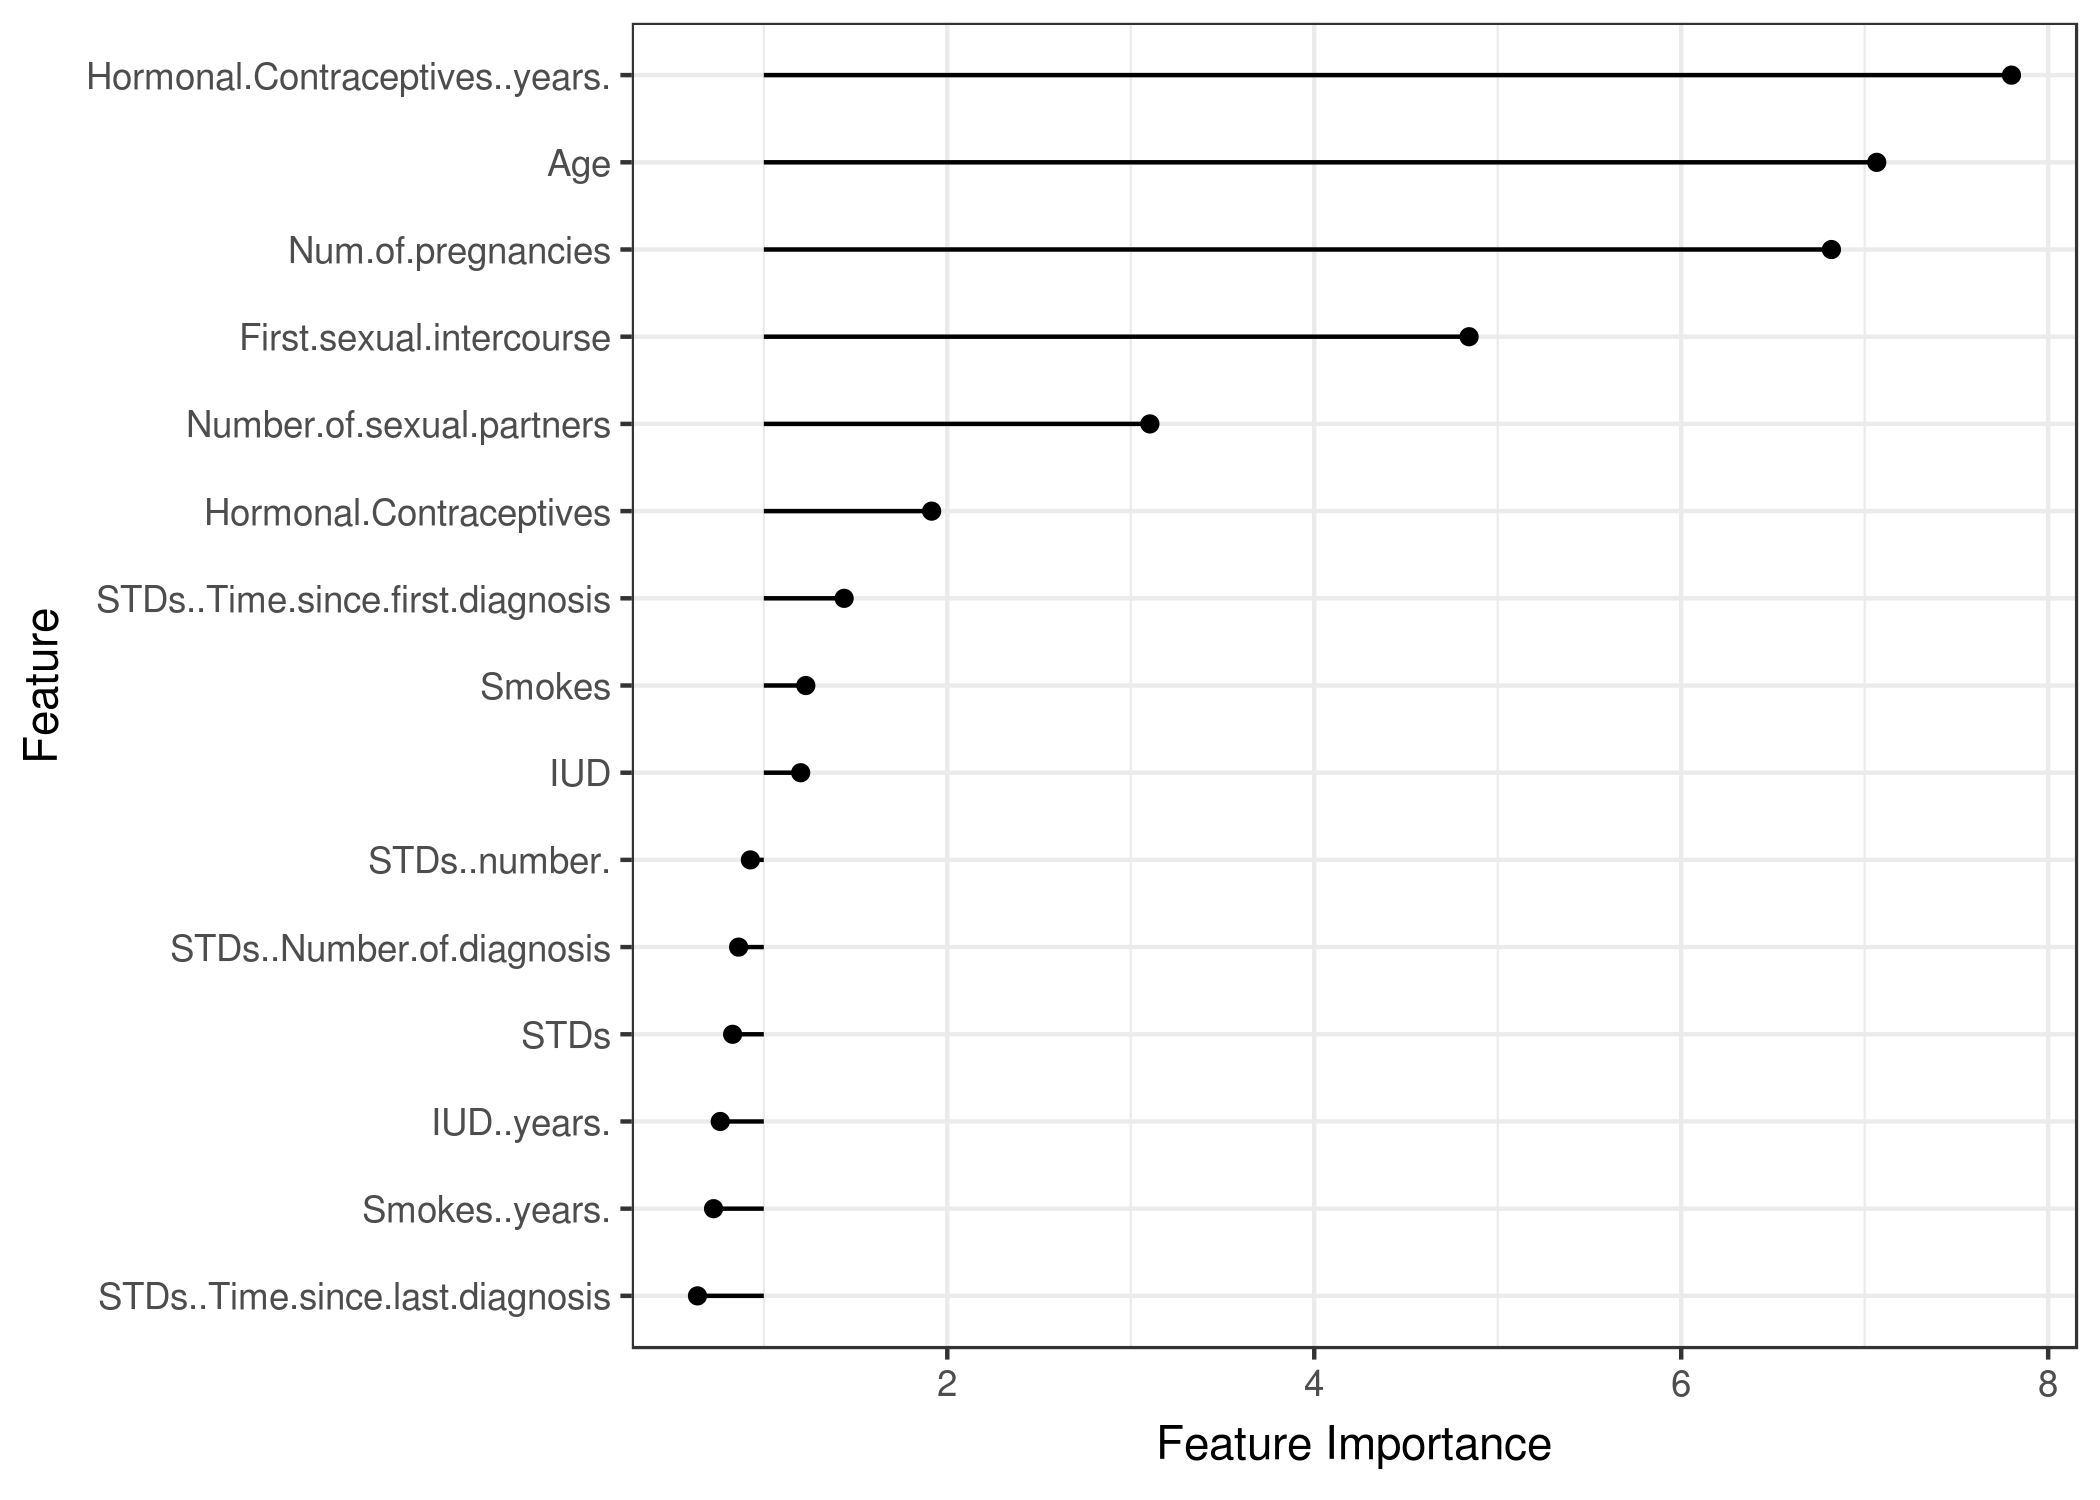 Hormonal.Contraceptives..years.
Age
Num.of.pregnancies
First.sexual.intercourse
Number.of.sexual.partners
Hormonal.Contraceptives
STDs..Time.since.first.diagnosis
Smokes
IUD
STDs..number.
STDs..Number.of.diagnosis
STDs
IUD..years.
Smokes..years.
STDs..Time.since.last.diagnosis
Feature
2 4 6 8
Feature Importance